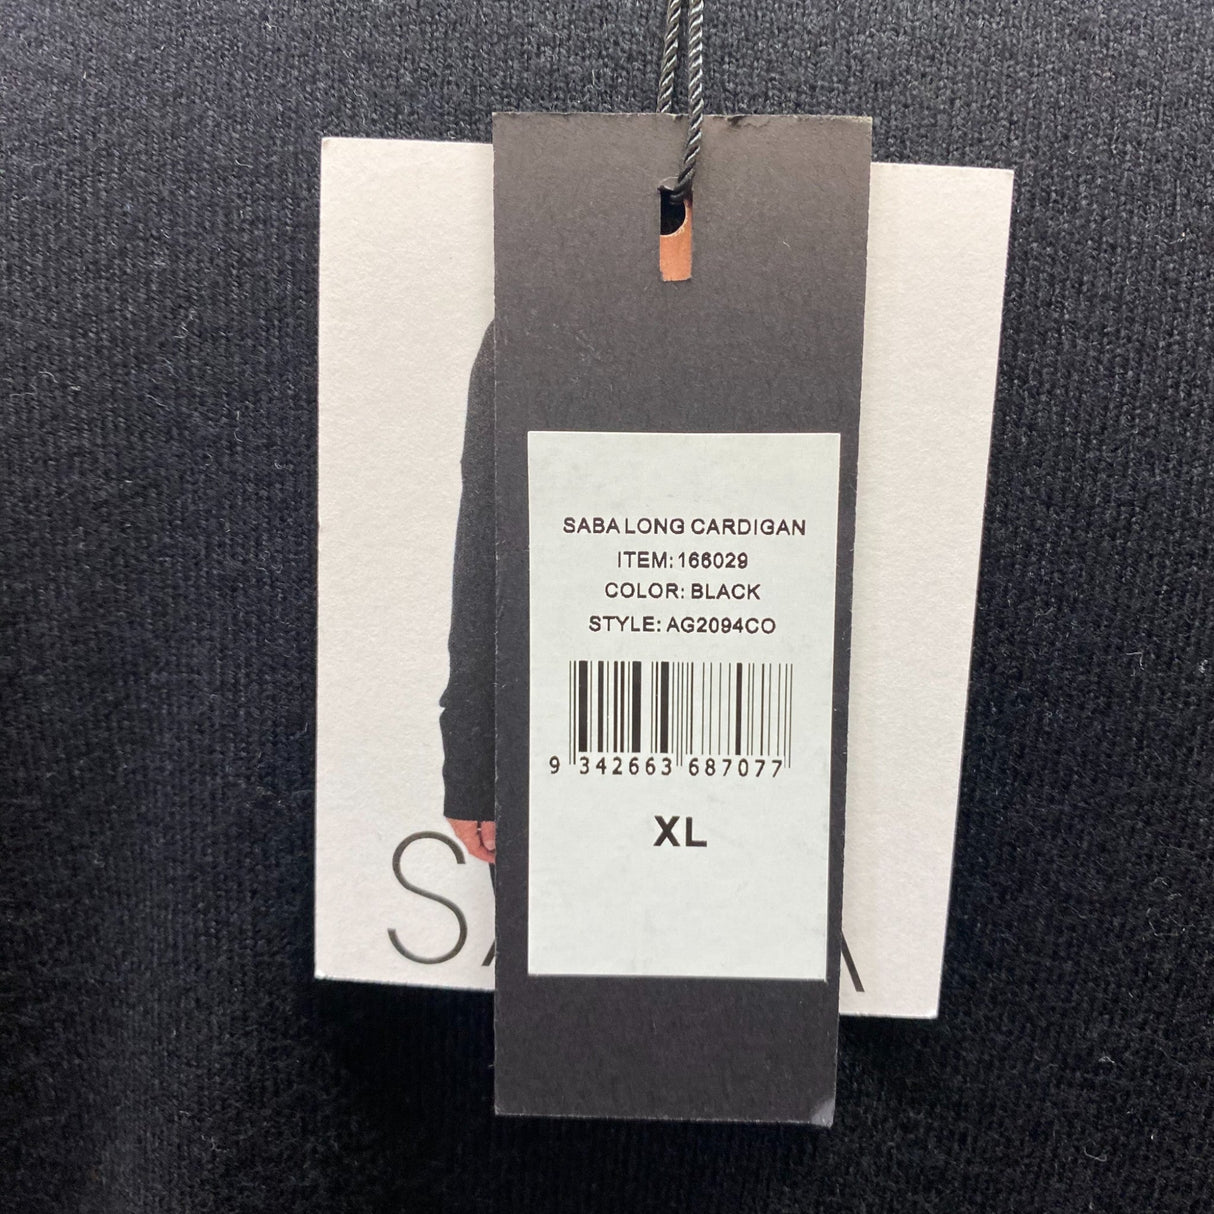 SABA LONG CARDIGAN
ITEM: 166029
COLOR: BLACK
STYLE: AG2094CO
9 342663 687077
XL